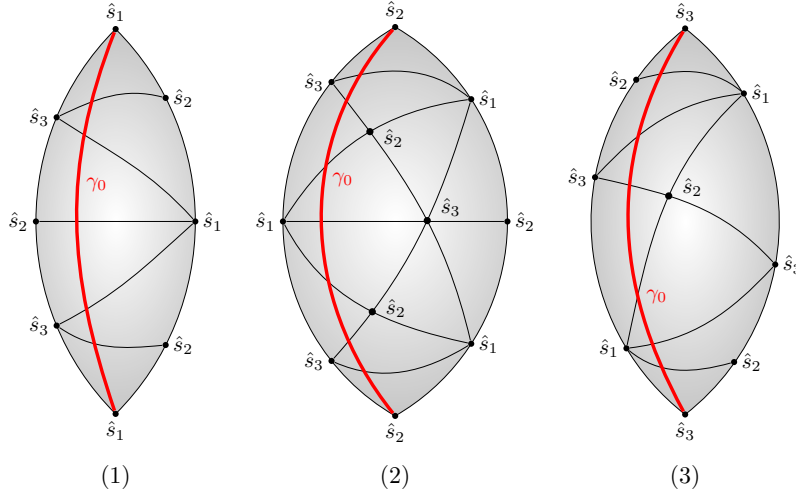 ŝ₁ ŝ₂ ŝ₃
ŝ₃ ŝ₂ ŝ₂ ŝ₁
ŝ₃ ŝ₁
ŝ₂
γ₀ γ₀ ŝ₃ ŝ₂
ŝ₂ ŝ₁ ŝ₁ ŝ₃ ŝ₂
ŝ₃
γ₀
ŝ₃ ŝ₂ ŝ₂ ŝ₁ ŝ₁
ŝ₃ ŝ₂
ŝ₁ ŝ₂ ŝ₃
(1) (2) (3)